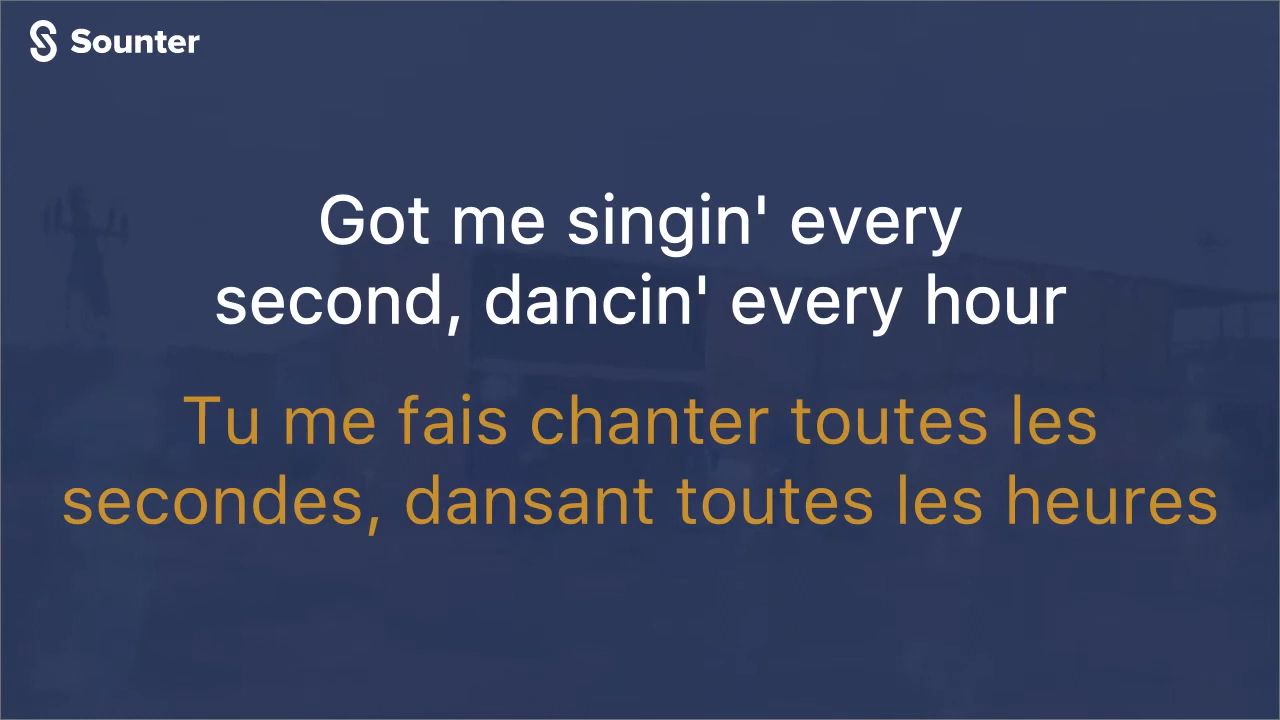 Sounter
Got me singin' every
second, dancin' every hour
Tu me fais chanter toutes les
secondes, dansant toutes les heures